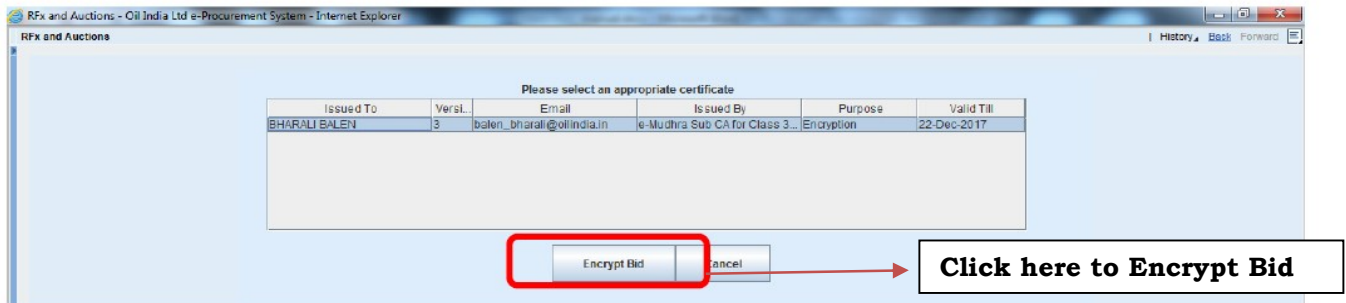 RFx and Auctions - Oil India Ltd e-Procurement System - Internet Explorer
RFx and Auctions | History Back Forward
Please select an appropriate certificate
Issued To Versi... Email Issued By Purpose Valid Till
BHARALI BALEN 3 balen_bharali@oilindia.in e-Mudhra Sub CA for Class 3... Encryption 22-Dec-2017
Encrypt Bid Cancel
Click here to Encrypt Bid